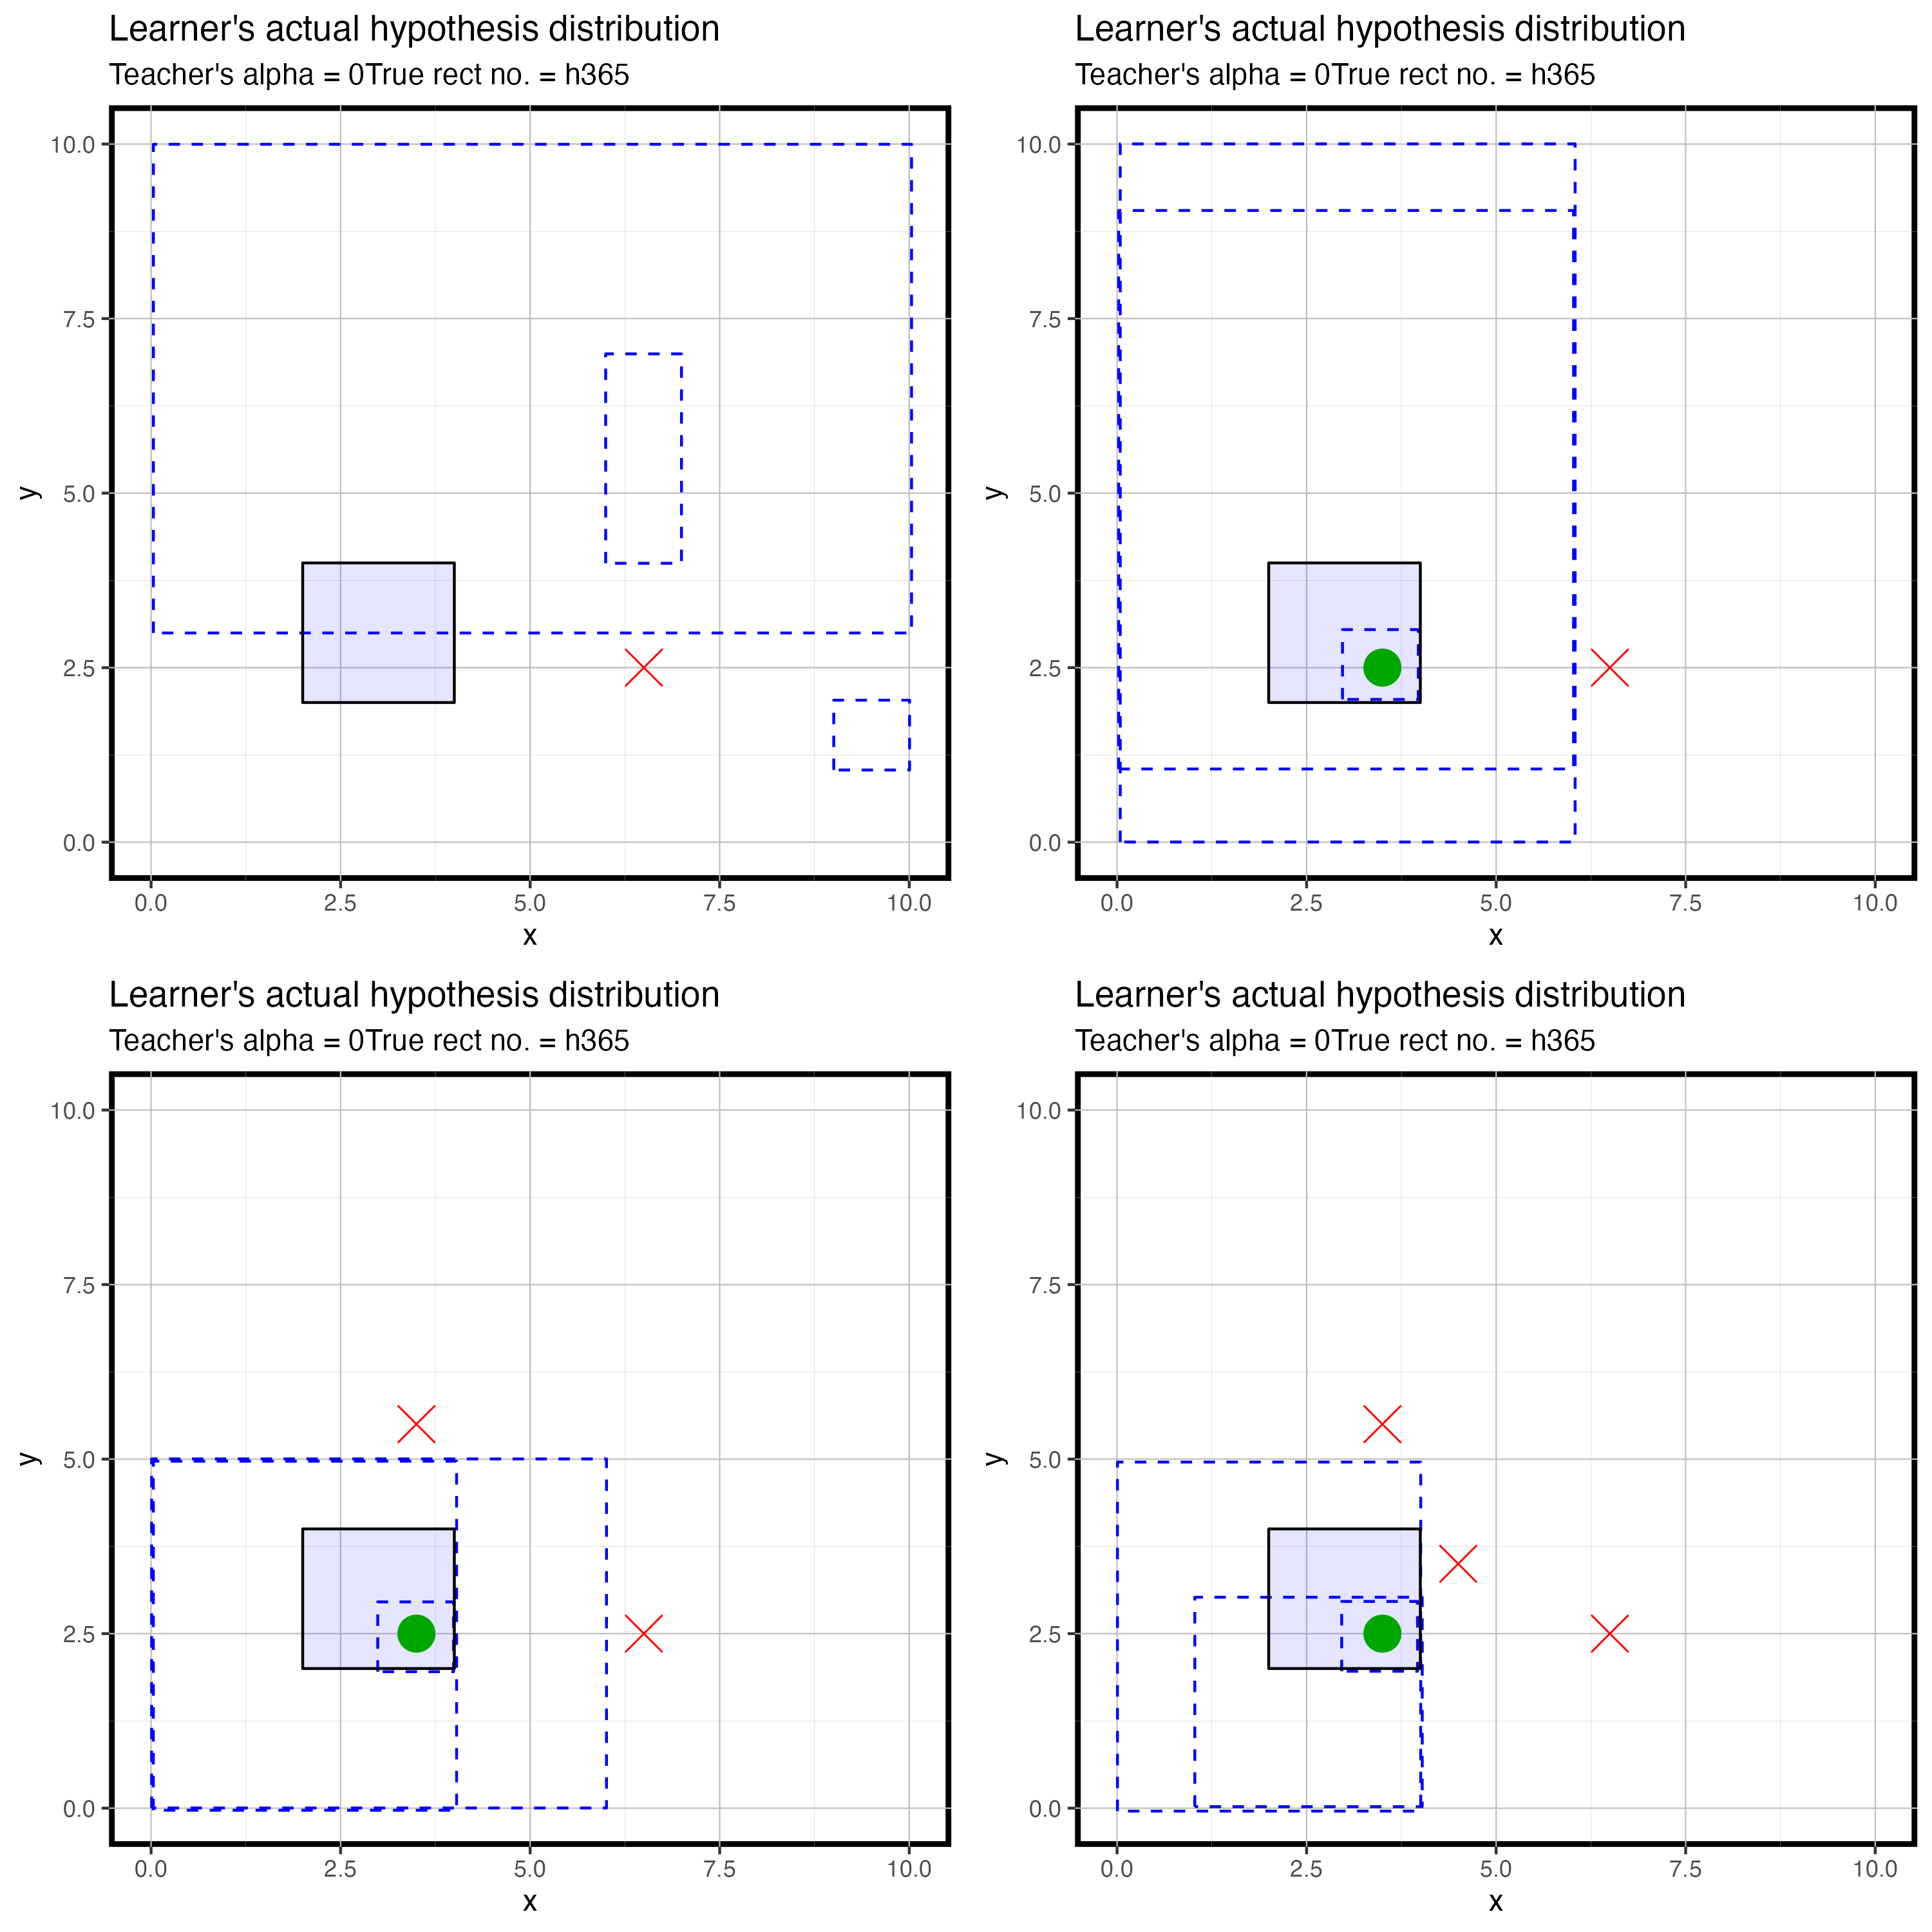 Learner's actual hypothesis distribution
Teacher's alpha = 0True rect no. = h365
10.0
7.5
5.0
2.5
0.0
y
0.0 2.5 5.0 7.5 10.0
x
Learner's actual hypothesis distribution
Teacher's alpha = 0True rect no. = h365
10.0
7.5
5.0
2.5
0.0
y
0.0 2.5 5.0 7.5 10.0
x
Learner's actual hypothesis distribution
Teacher's alpha = 0True rect no. = h365
10.0
7.5
5.0
2.5
0.0
y
0.0 2.5 5.0 7.5 10.0
x
Learner's actual hypothesis distribution
Teacher's alpha = 0True rect no. = h365
10.0
7.5
5.0
2.5
0.0
y
0.0 2.5 5.0 7.5 10.0
x